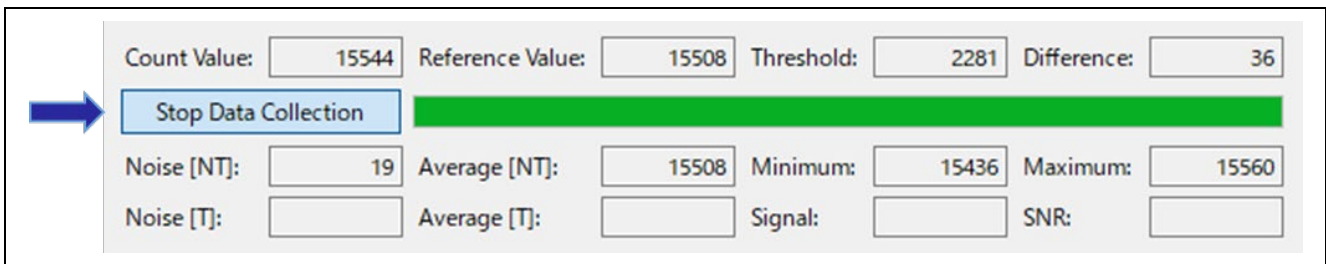 Count Value: 15544 Reference Value: 15508 Threshold: 2281 Difference: 36
Stop Data Collection
Noise [NT]: 19 Average [NT]: 15508 Minimum: 15436 Maximum: 15560
Noise [T]: Average [T]: Signal: SNR: